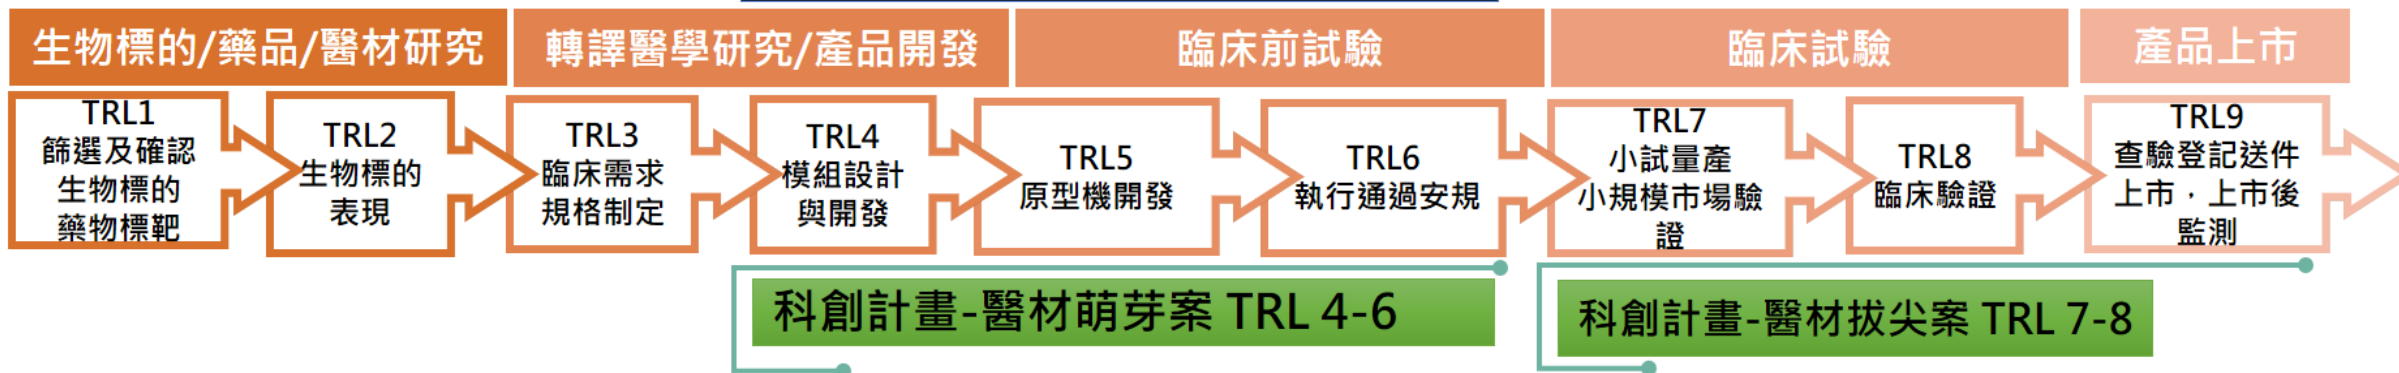 生物標的/藥品/醫材研究
轉譯醫學研究/產品開發
臨床前試驗
臨床試驗
產品上市
TRL1
篩選及確認
生物標的
藥物標靶
TRL2
生物標的
表現
TRL3
臨床需求
規格制定
TRL4
模組設計
與開發
TRL5
原型機開發
TRL6
執行通過安規
TRL7
小試量產
小規模市場驗
證
TRL8
臨床驗證
TRL9
查驗登記送件
上市，上市後
監測
科創計畫-醫材萌芽案 TRL 4-6
科創計畫-醫材拔尖案 TRL 7-8